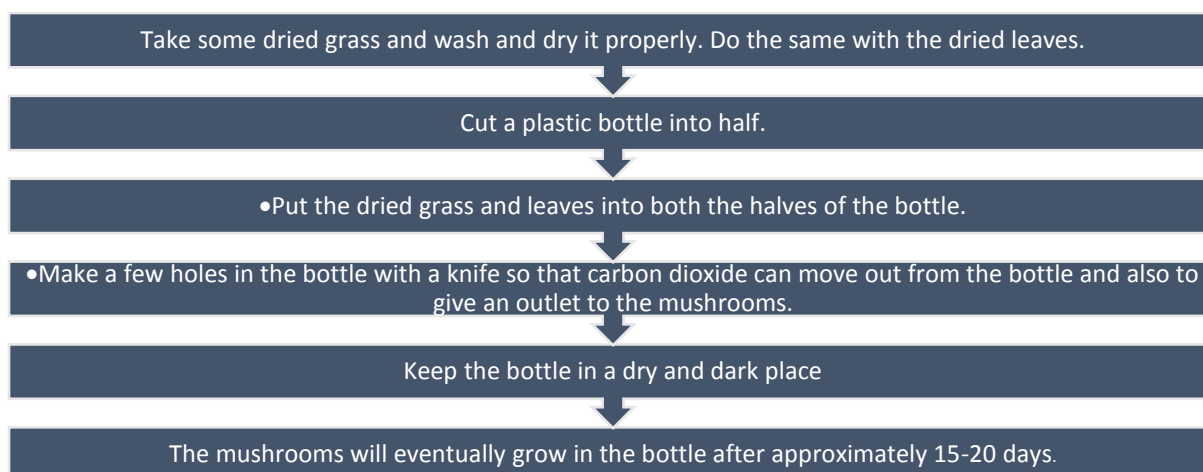 Take some dried grass and wash and dry it properly. Do the same with the dried leaves.
Cut a plastic bottle into half.
•Put the dried grass and leaves into both the halves of the bottle.
•Make a few holes in the bottle with a knife so that carbon dioxide can move out from the bottle and also to
give an outlet to the mushrooms.
Keep the bottle in a dry and dark place
The mushrooms will eventually grow in the bottle after approximately 15-20 days.